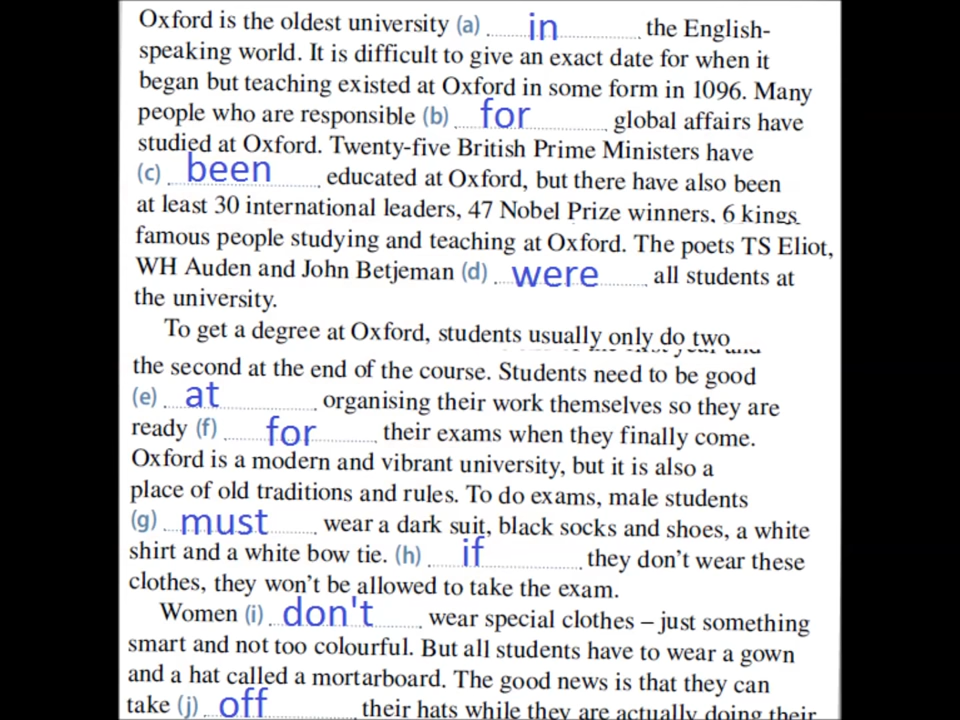 Oxford is the oldest university (a) in the English-
speaking world. It is difficult to give an exact date for when it
began but teaching existed at Oxford in some form in 1096. Many
people who are responsible (b) for global affairs have
studied at Oxford. Twenty-five British Prime Ministers have
(c) been educated at Oxford, but there have also been
at least 30 international leaders, 47 Nobel Prize winners, 6 kings
famous people studying and teaching at Oxford. The poets TS Eliot,
WH Auden and John Betjeman (d) were all students at
the university.
To get a degree at Oxford, students usually only do two
the second at the end of the course. Students need to be good
(e) at organising their work themselves so they are
ready (f) for their exams when they finally come.
Oxford is a modern and vibrant university, but it is also a
place of old traditions and rules. To do exams, male students
(g) must wear a dark suit, black socks and shoes, a white
shirt and a white bow tie. (h) if they don't wear these
clothes, they won't be allowed to take the exam.
Women (i) don't wear special clothes – just something
smart and not too colourful. But all students have to wear a gown
and a hat called a mortarboard. The good news is that they can
take (j) off their hats while they are actually doing their